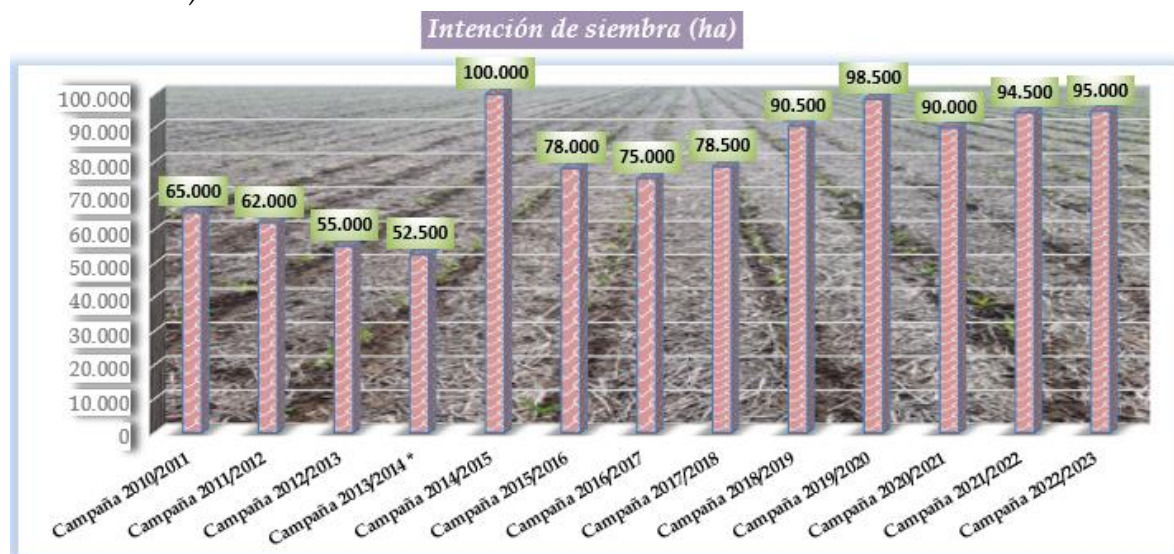 Intención de siembra (ha)
100.000
90.000
80.000
70.000
60.000
50.000
40.000
30.000
20.000
10.000
0
65.000
62.000
55.000
52.500
100.000
78.000
75.000
78.500
90.500
98.500
90.000
94.500
95.000
Campaña 2010/2011
Campaña 2011/2012
Campaña 2012/2013
Campaña 2013/2014 *
Campaña 2014/2015
Campaña 2015/2016
Campaña 2016/2017
Campaña 2017/2018
Campaña 2018/2019
Campaña 2019/2020
Campaña 2020/2021
Campaña 2021/2022
Campaña 2022/2023